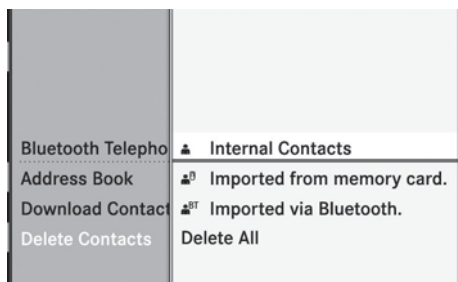 Bluetooth Telepho Internal Contacts
Address Book Imported from memory card.
Download Contact BT Imported via Bluetooth.
Delete Contacts Delete All